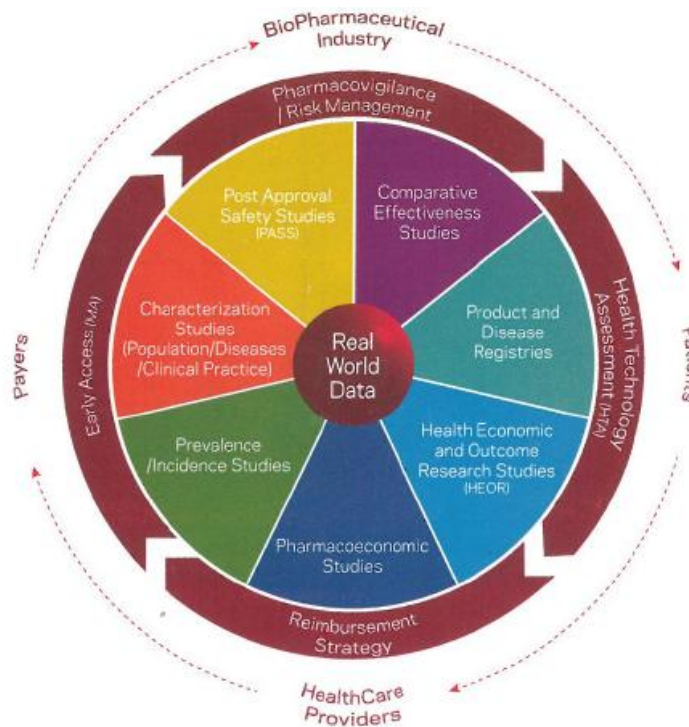 BioPharmaceutical
Industry
Pharmacovigilance
/ Risk Management
Post Approval
Safety Studies
(PASS)
Comparative
Effectiveness
Studies
Characterization
Studies
(Population/Diseases
/Clinical Practice)
Real
World
Data
Product and
Disease
Registries
Prevalence
/Incidence Studies
Health Economic
and Outcome
Research Studies
(HEOR)
Pharmacoeconomic
Studies
Health Technology
Assessment (HTA)
Reimbursement
Strategy
Early Access (MA)
Payers
HealthCare
Providers